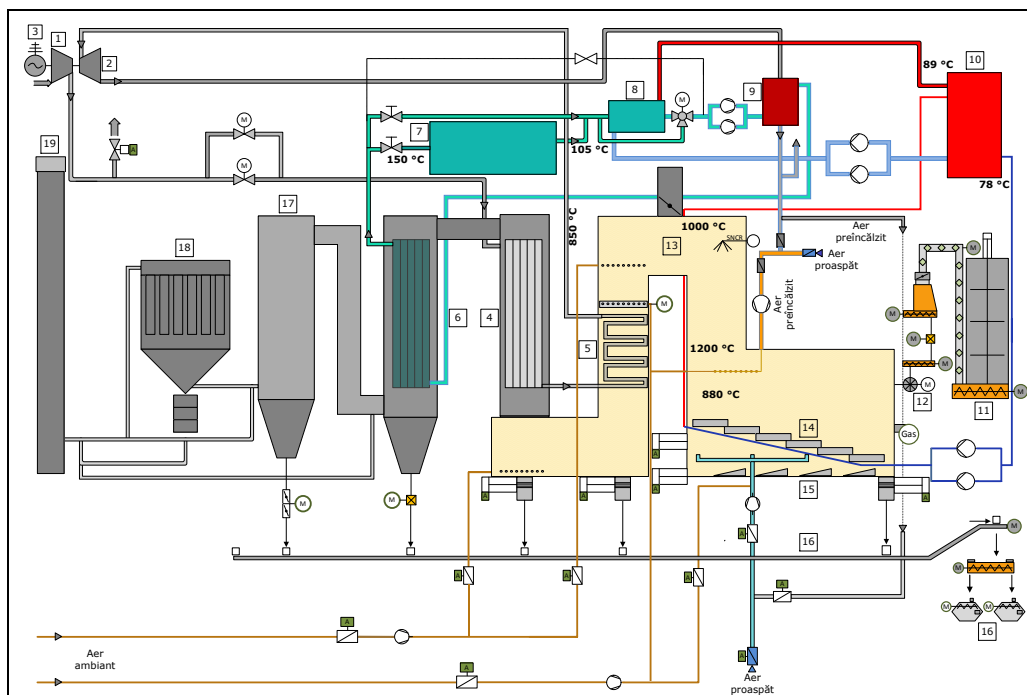 3
1
2
8
9
10
89 °C
M
7
150 °C
105 °C
78 °C
19
A
M
M
17
18
850 °C
1000 °C
13
SNCR
Aer
preîncălzit
Aer
proaspăt
Aer
preîncălzit
M
M
M
M
M
M
M
6
4
5
1200 °C
880 °C
12
11
14
Gas
A
A
A
A
A
A
15
M
M
A
16
M
A
A
A
M
A
M
M
16
A
Aer
ambiant
A
A
Aer
proaspăt